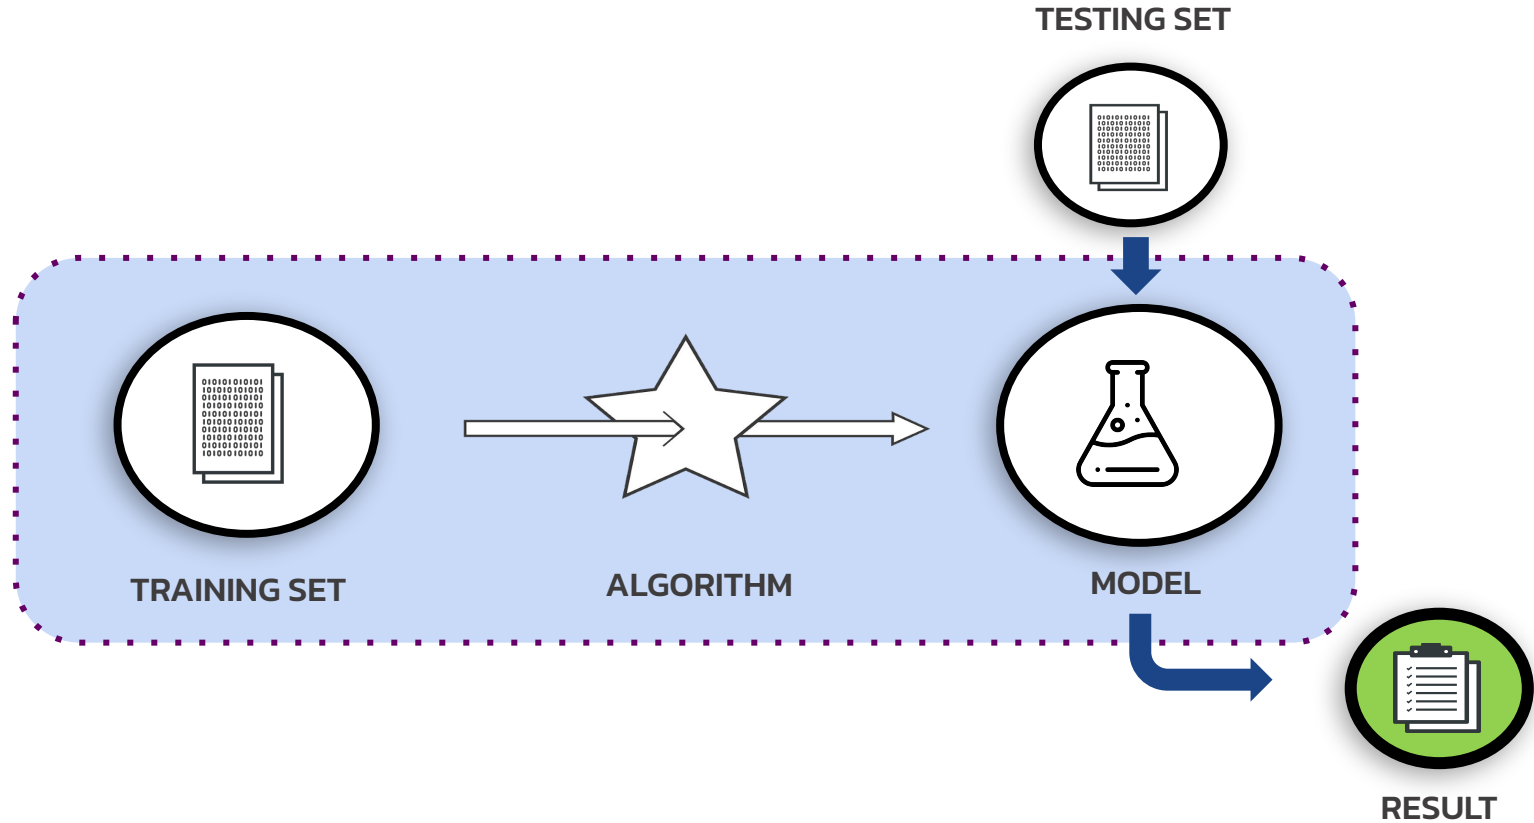 TESTING SET
TRAINING SET
ALGORITHM
MODEL
RESULT